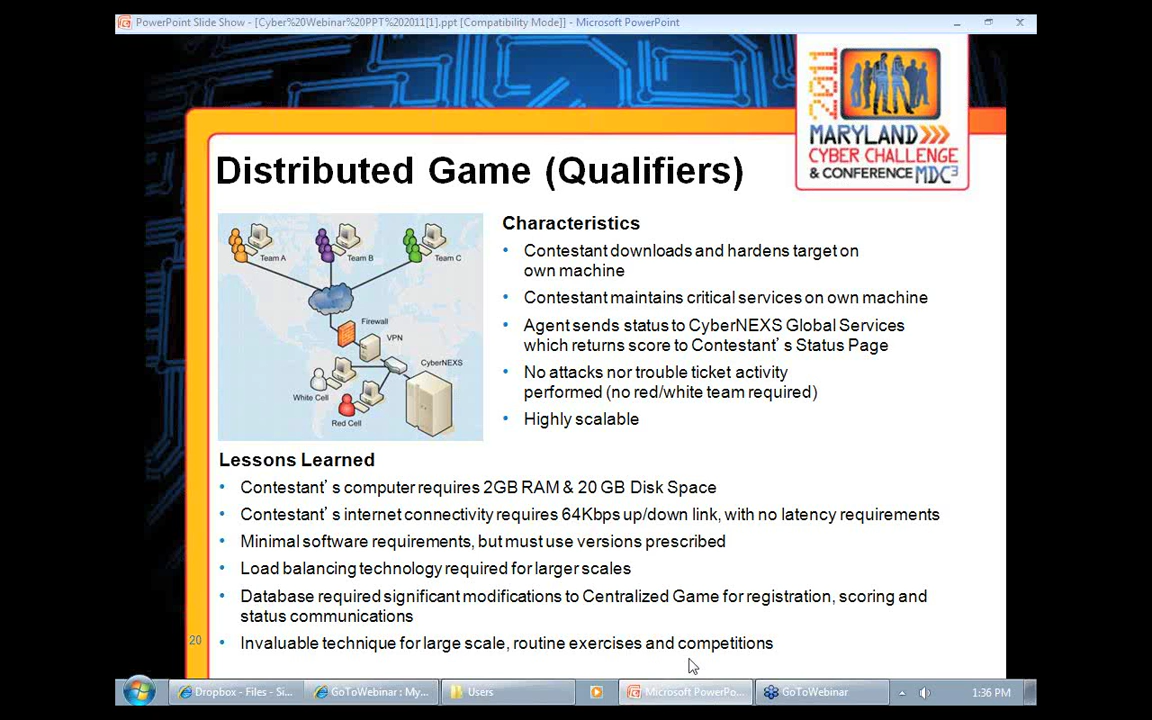 PowerPoint Slide Show - [Cyber%20Webinar%20PPT%202011[1].ppt [Compatibility Mode]] - Microsoft PowerPoint
2011
MARYLAND
CYBER CHALLENGE
& CONFERENCE MDC3
Distributed Game (Qualifiers)
Team A
Team B
Team C
Firewall
VPN
CyberNEXS
White Cell
Red Cell
Characteristics
• Contestant downloads and hardens target on
own machine
• Contestant maintains critical services on own machine
• Agent sends status to CyberNEXS Global Services
which returns score to Contestant's Status Page
• No attacks nor trouble ticket activity
performed (no red/white team required)
• Highly scalable
Lessons Learned
• Contestant's computer requires 2GB RAM & 20 GB Disk Space
• Contestant's internet connectivity requires 64Kbps up/down link, with no latency requirements
• Minimal software requirements, but must use versions prescribed
• Load balancing technology required for larger scales
• Database required significant modifications to Centralized Game for registration, scoring and
status communications
• Invaluable technique for large scale, routine exercises and competitions
20
Dropbox - Files - Si...
GoToWebinar : My...
Users
Microsoft PowerPo...
GoToWebinar
1:36 PM